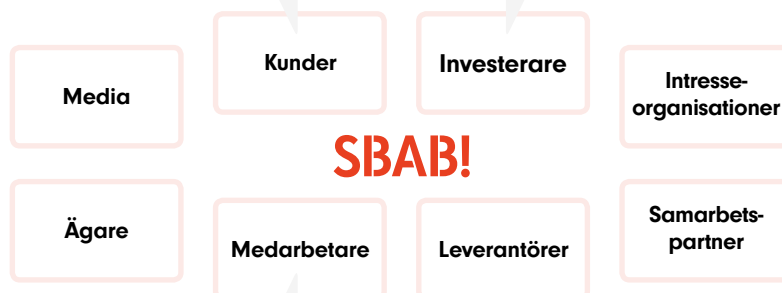 Kunder
Investerare
Media
Intresse-
organisationer
SBAB!
Ägare
Medarbetare
Leverantörer
Samarbets-
partner